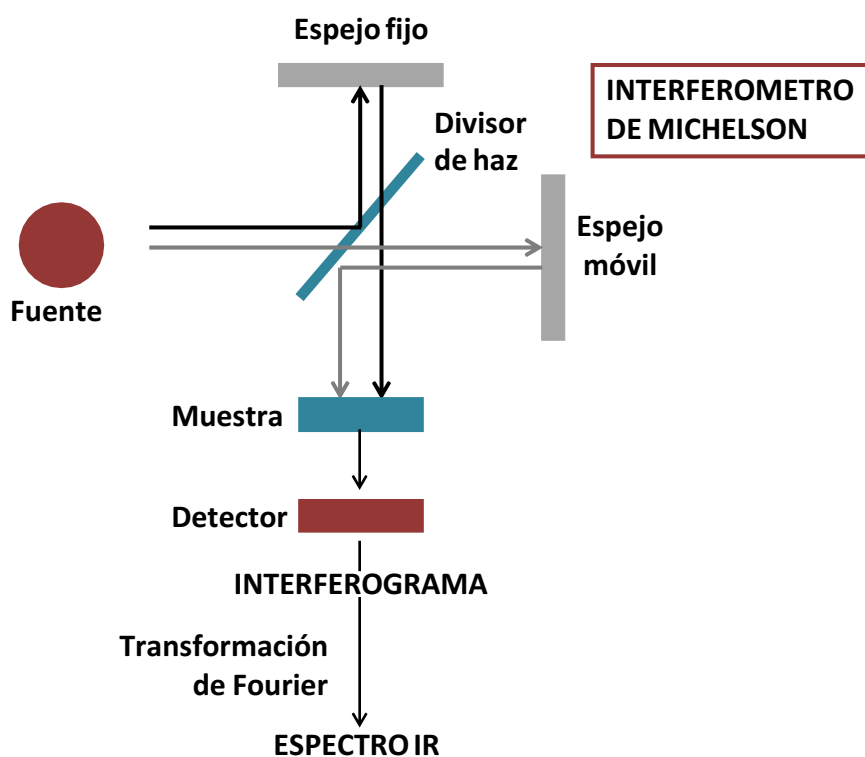 Espejo fijo
INTERFEROMETRO
DE MICHELSON
Divisor
de haz
Espejo
móvil
Fuente
Muestra
Detector
INTERFEROGRAMA
Transformación
de Fourier
ESPECTRO IR